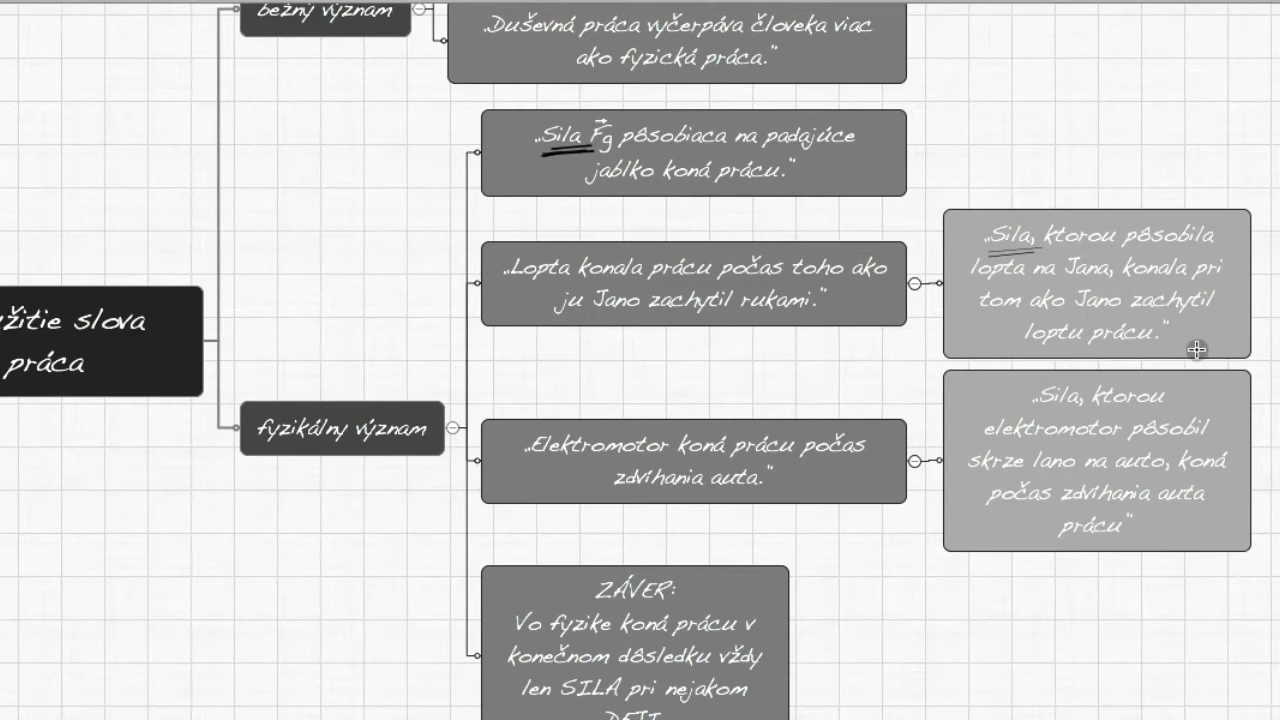 bežný význam
„Duševná práca vyčerpáva človeka viac
ako fyzická práca.“
„Sila Fg pôsobiaca na padajúce
jablko koná prácu.“
„Lopta konala prácu počas toho ako
ju Jano zachytil rukami.“
„Sila, ktorou pôsobila
lopta na Jana, konala pri
tom ako Jano zachytil
loptu prácu.“
slova
práca
fyzikálny význam
„Elektromotor koná prácu počas
zdvíhania auta.“
„Sila, ktorou
elektromotor pôsobil
skrze lano na auto, koná
počas zdvíhania auta
prácu“
ZÁVER:
Vo fyzike koná prácu v
konečnom dôsledku vždy
len SILA pri nejakom